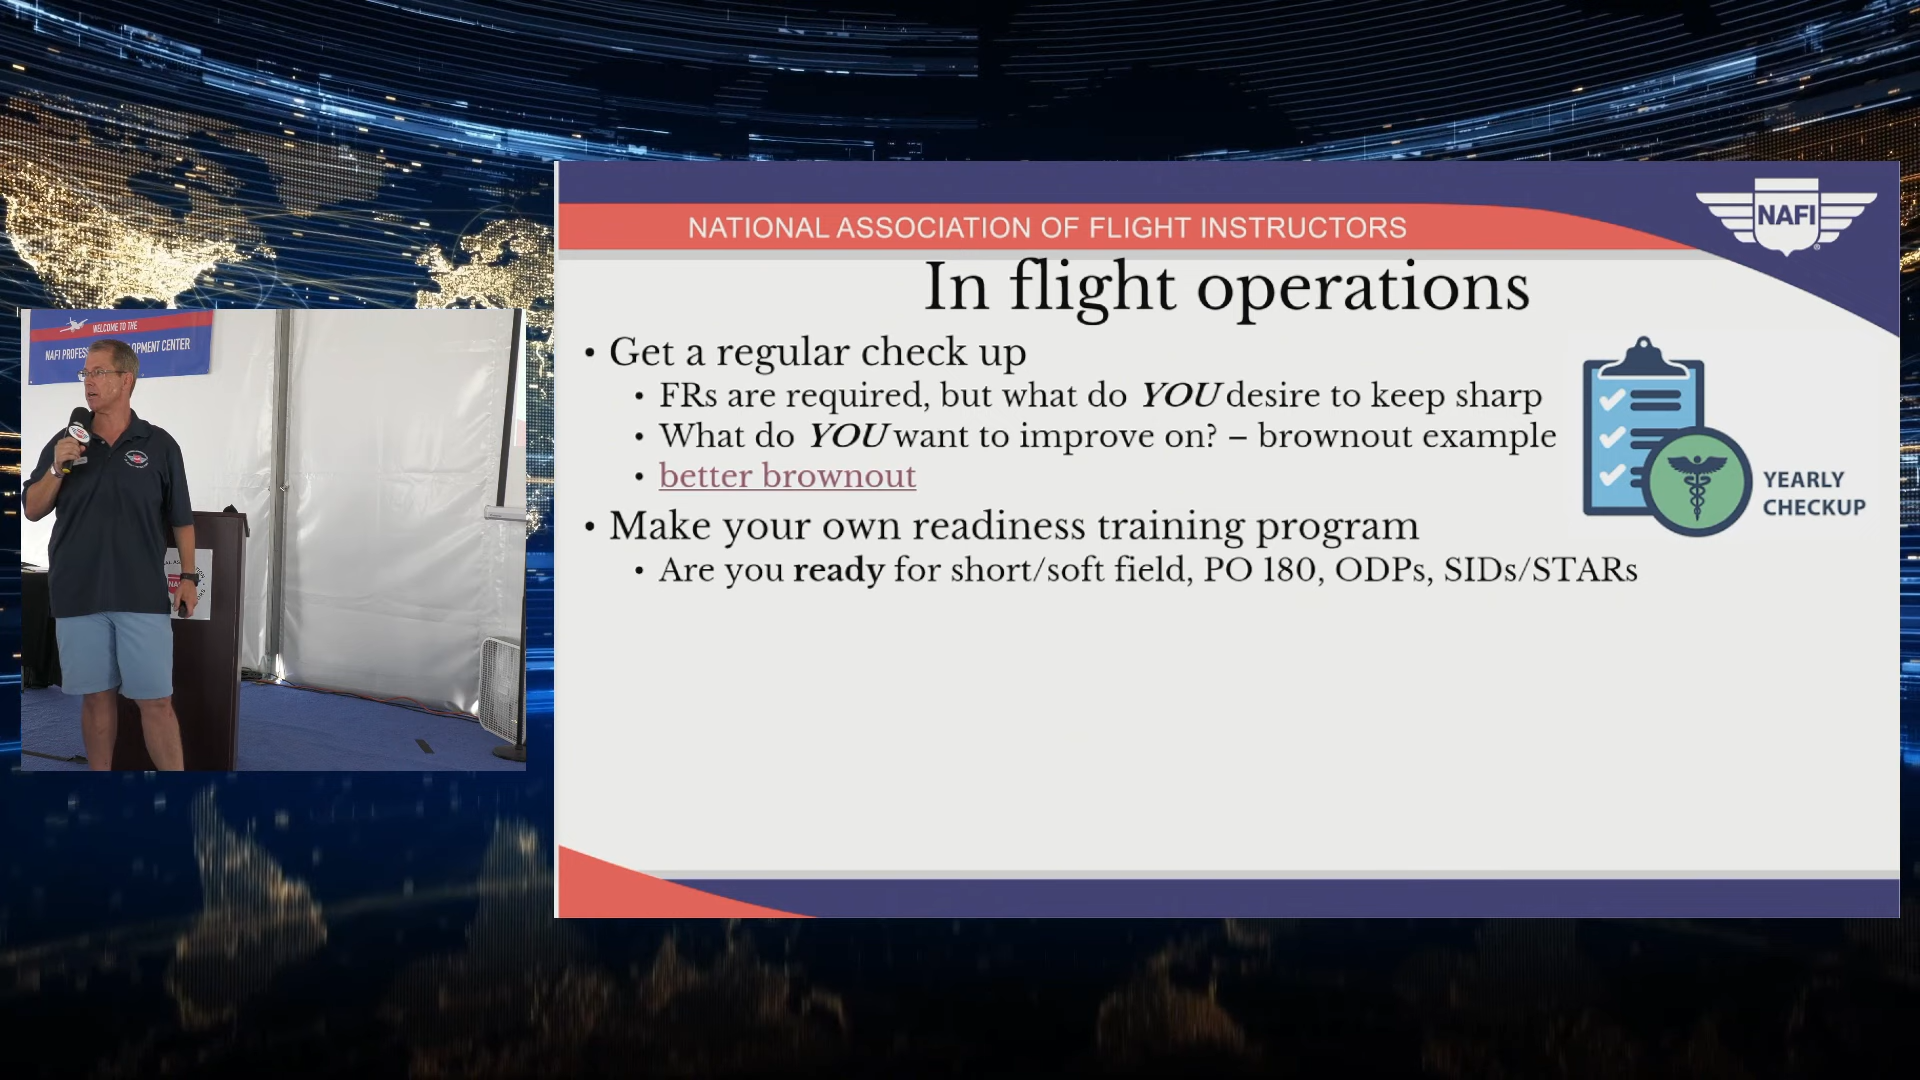 NATIONAL ASSOCIATION OF FLIGHT INSTRUCTORS
NAFI
In flight operations
• Get a regular check up
• FRs are required, but what do YOU desire to keep sharp
• What do YOU want to improve on? – brownout example
• better brownout
• Make your own readiness training program
• Are you ready for short/soft field, PO 180, ODPs, SIDs/STARs
YEARLY
CHECKUP
WELCOME TO THE
NAFI PROFES OPMENT CENTER